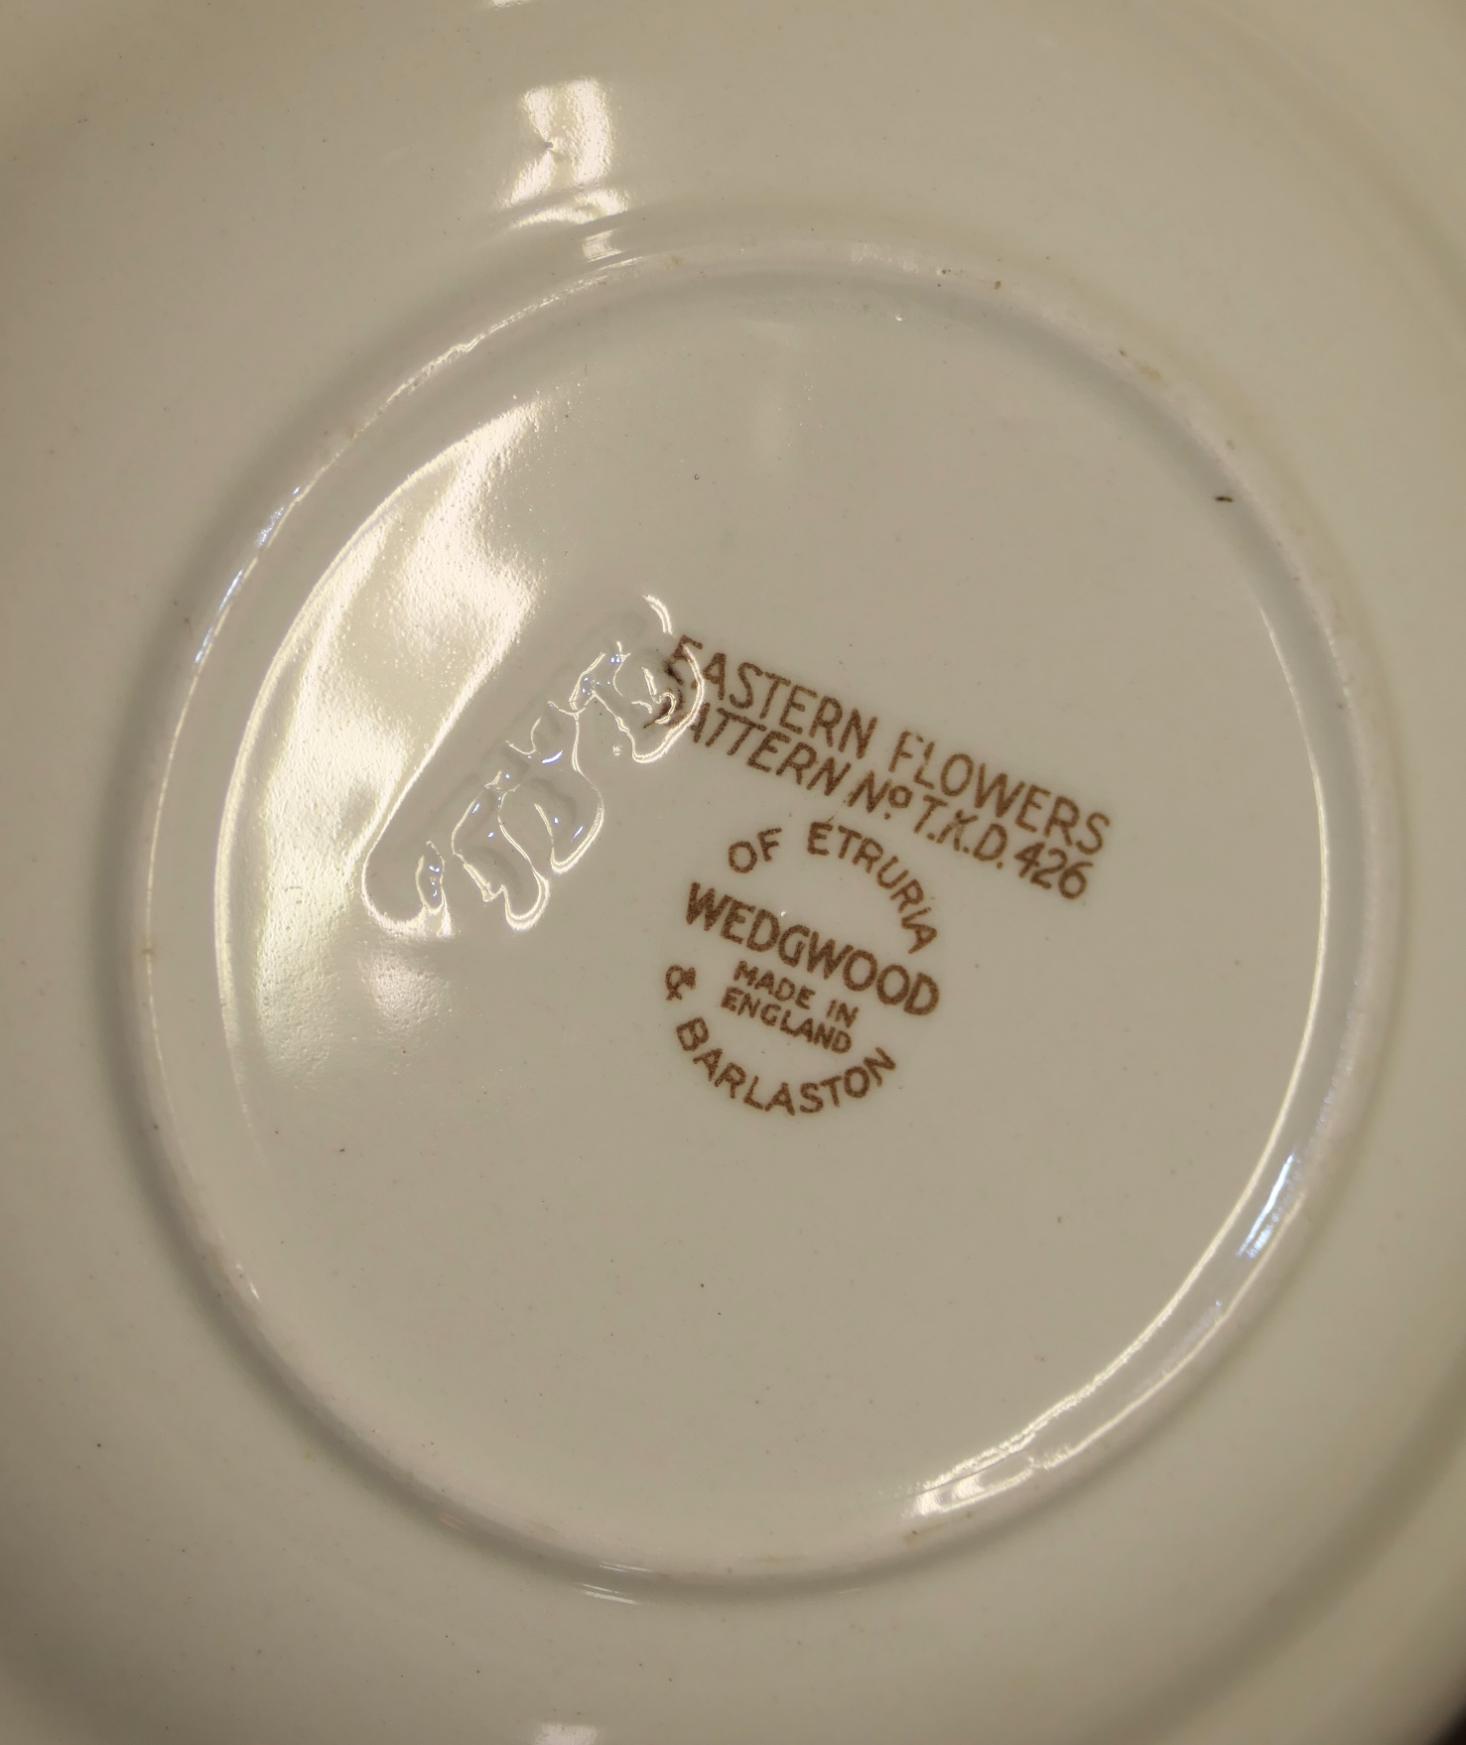 EASTERN FLOWERS
PATTERN Nº T.K.D. 426
OF ETRURIA
WEDGWOOD
MADE IN
ENGLAND
& BARLASTON